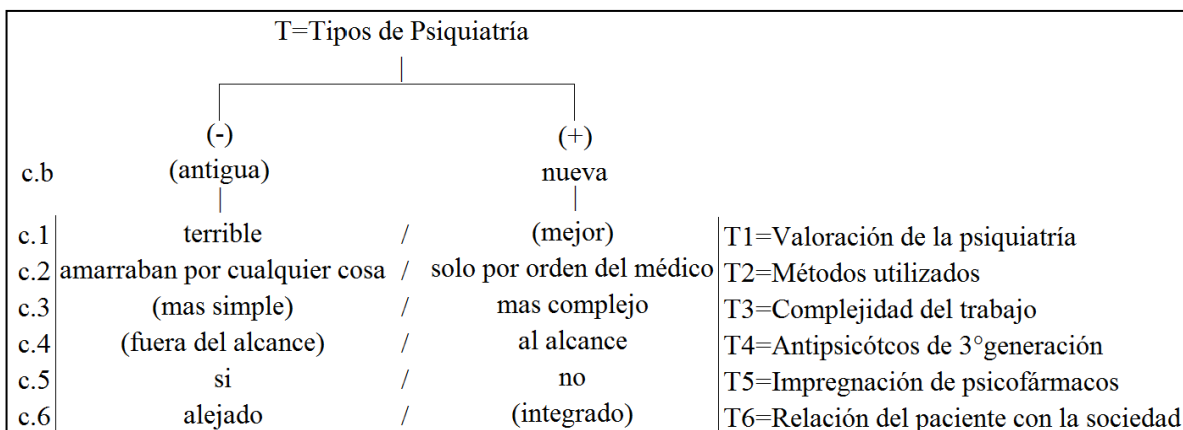 T=Tipos de Psiquiatría
(-) (+)
c.b (antigua) nueva
c.1 terrible / (mejor) T1=Valoración de la psiquiatría
c.2 amarraban por cualquier cosa / solo por orden del médico T2=Métodos utilizados
c.3 (mas simple) / mas complejo T3=Complejidad del trabajo
c.4 (fuera del alcance) / al alcance T4=Antipsicótcos de 3°generación
c.5 si / no T5=Impregnación de psicofármacos
c.6 alejado / (integrado) T6=Relación del paciente con la sociedad